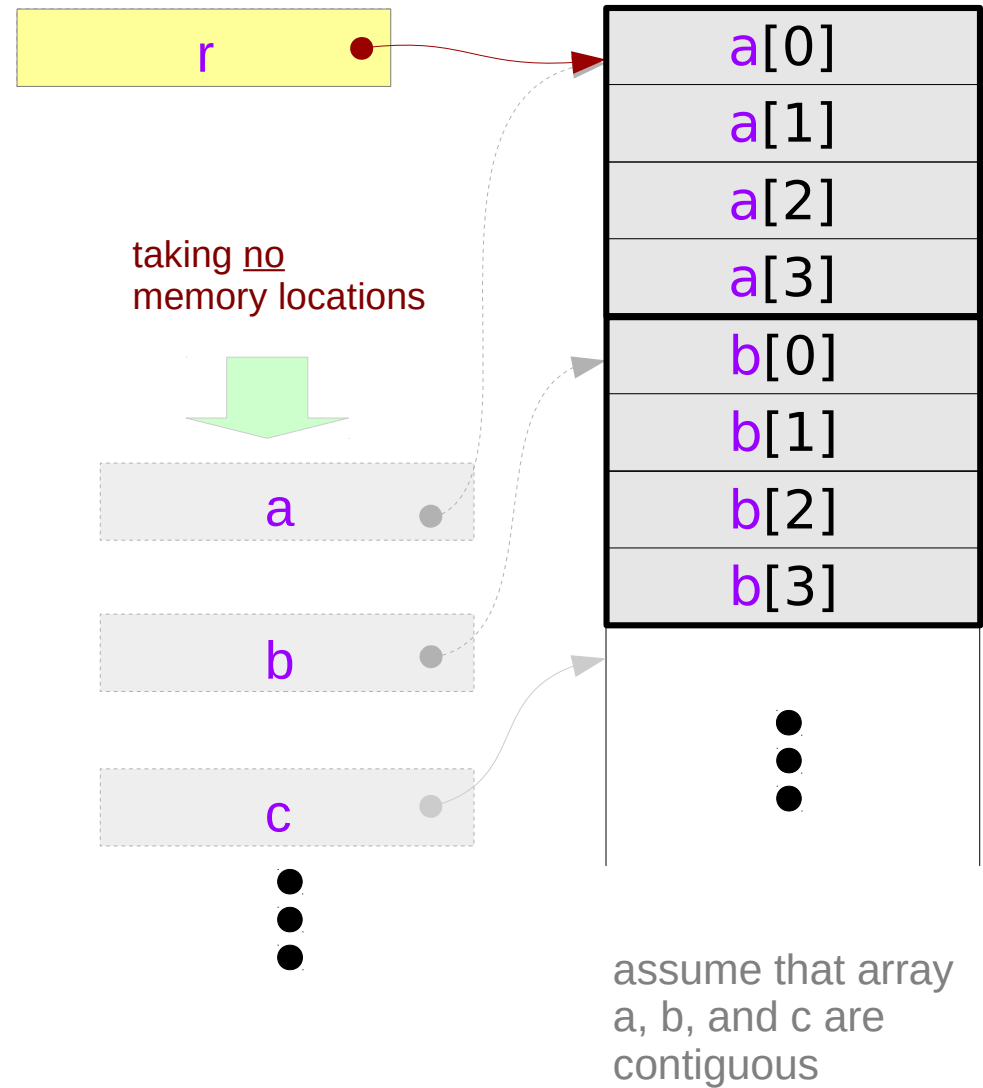 r
a[0]
a[1]
a[2]
a[3]
taking no
memory locations
b[0]
b[1]
b[2]
b[3]
a
b
c
assume that array
a, b, and c are
contiguous